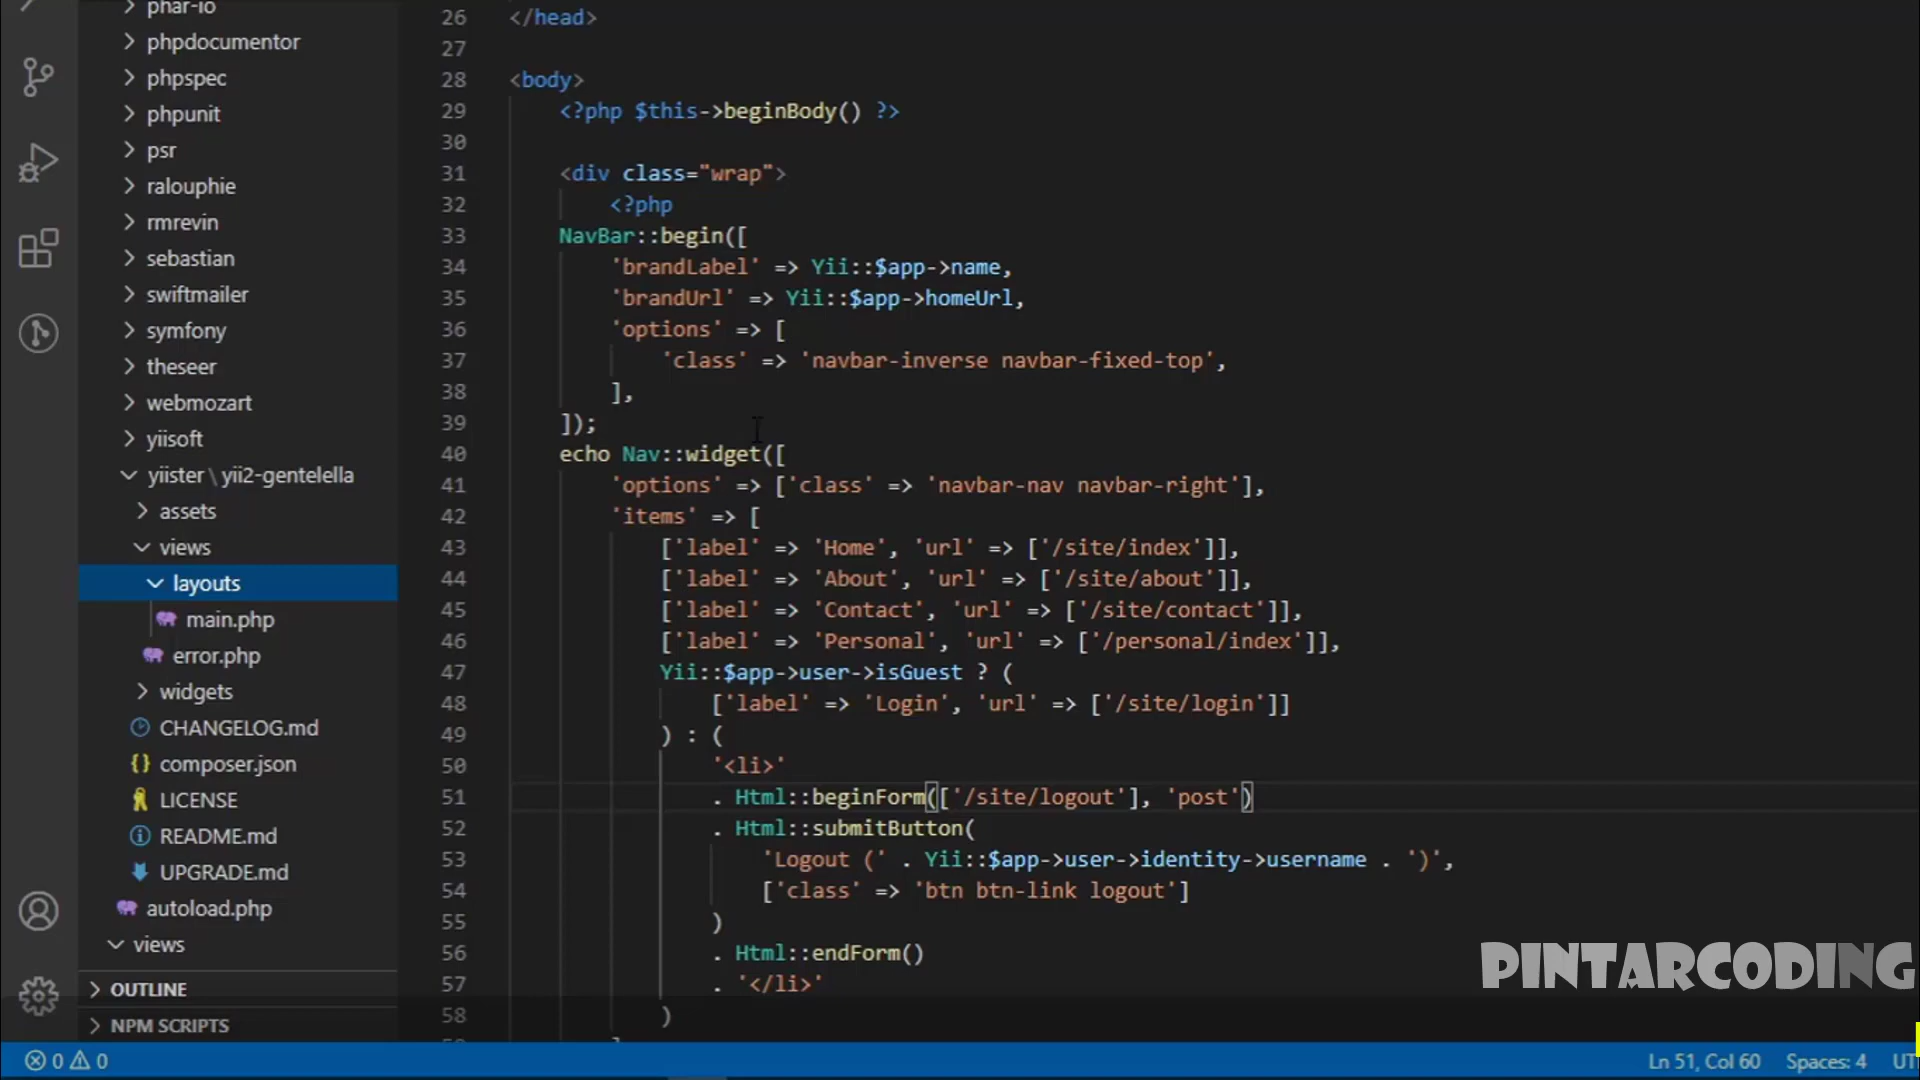 phar-io
phpdocumentor
phpspec
phpunit
psr
ralouphie
rmrevin
sebastian
swiftmailer
symfony
theseer
webmozart
yiisoft
yiister \ yii2-gentelella
assets
views
layouts
main.php
error.php
widgets
CHANGELOG.md
composer.json
LICENSE
README.md
UPGRADE.md
autoload.php
views
OUTLINE
NPM SCRIPTS
26 </head>
27
28 <body>
29 <?php $this->beginBody() ?>
30
31 <div class="wrap">
32 <?php
33 NavBar::begin([
34 'brandLabel' => Yii::$app->name,
35 'brandUrl' => Yii::$app->homeUrl,
36 'options' => [
37 'class' => 'navbar-inverse navbar-fixed-top',
38 ],
39 ]);
40 echo Nav::widget([
41 'options' => ['class' => 'navbar-nav navbar-right'],
42 'items' => [
43 ['label' => 'Home', 'url' => ['/site/index']],
44 ['label' => 'About', 'url' => ['/site/about']],
45 ['label' => 'Contact', 'url' => ['/site/contact']],
46 ['label' => 'Personal', 'url' => ['/personal/index']],
47 Yii::$app->user->isGuest ? (
48 ['label' => 'Login', 'url' => ['/site/login']]
49 ) : (
50 '<li>'
51 . Html::beginForm(['/site/logout'], 'post')
52 . Html::submitButton(
53 'Logout (' . Yii::$app->user->identity->username . ')',
54 ['class' => 'btn btn-link logout']
55 )
56 . Html::endForm()
57 . '</li>'
58 )
PINTARCODING
0 0
Ln 51, Col 60 Spaces: 4 UT